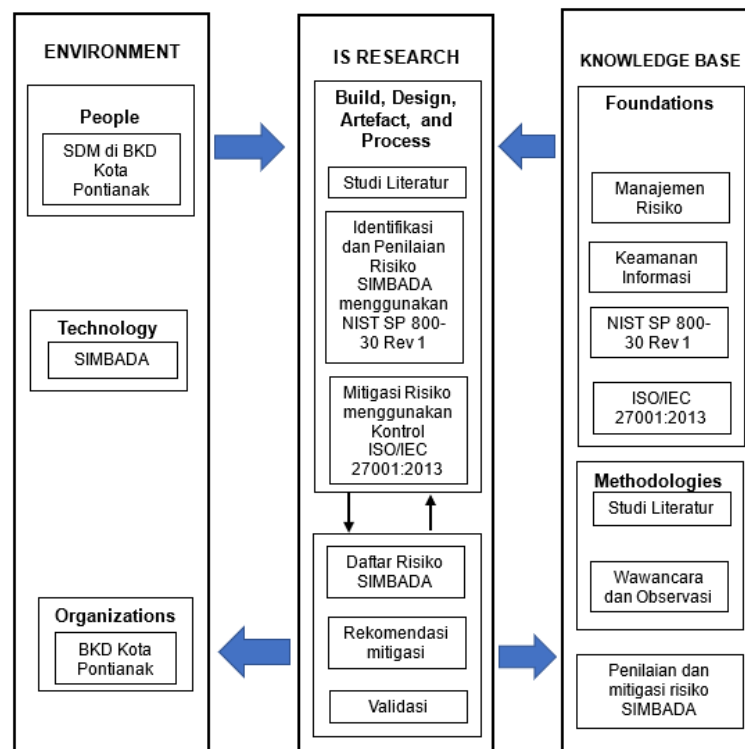 ENVIRONMENT
People
SDM di BKD
Kota
Pontianak
Technology
SIMBADA
Organizations
BKD Kota
Pontianak
IS RESEARCH
Build, Design,
Artefact, and
Process
Studi Literatur
Identifikasi
dan Penilaian
Risiko
SIMBADA
menggunakan
NIST SP 800-
30 Rev 1
Mitigasi Risiko
menggunakan
Kontrol
ISO/IEC
27001:2013
Daftar Risiko
SIMBADA
Rekomendasi
mitigasi
Validasi
KNOWLEDGE BASE
Foundations
Manajemen
Risiko
Keamanan
Informasi
NIST SP 800-
30 Rev 1
ISO/IEC
27001:2013
Methodologies
Studi Literatur
Wawancara
dan Observasi
Penilaian dan
mitigasi risiko
SIMBADA